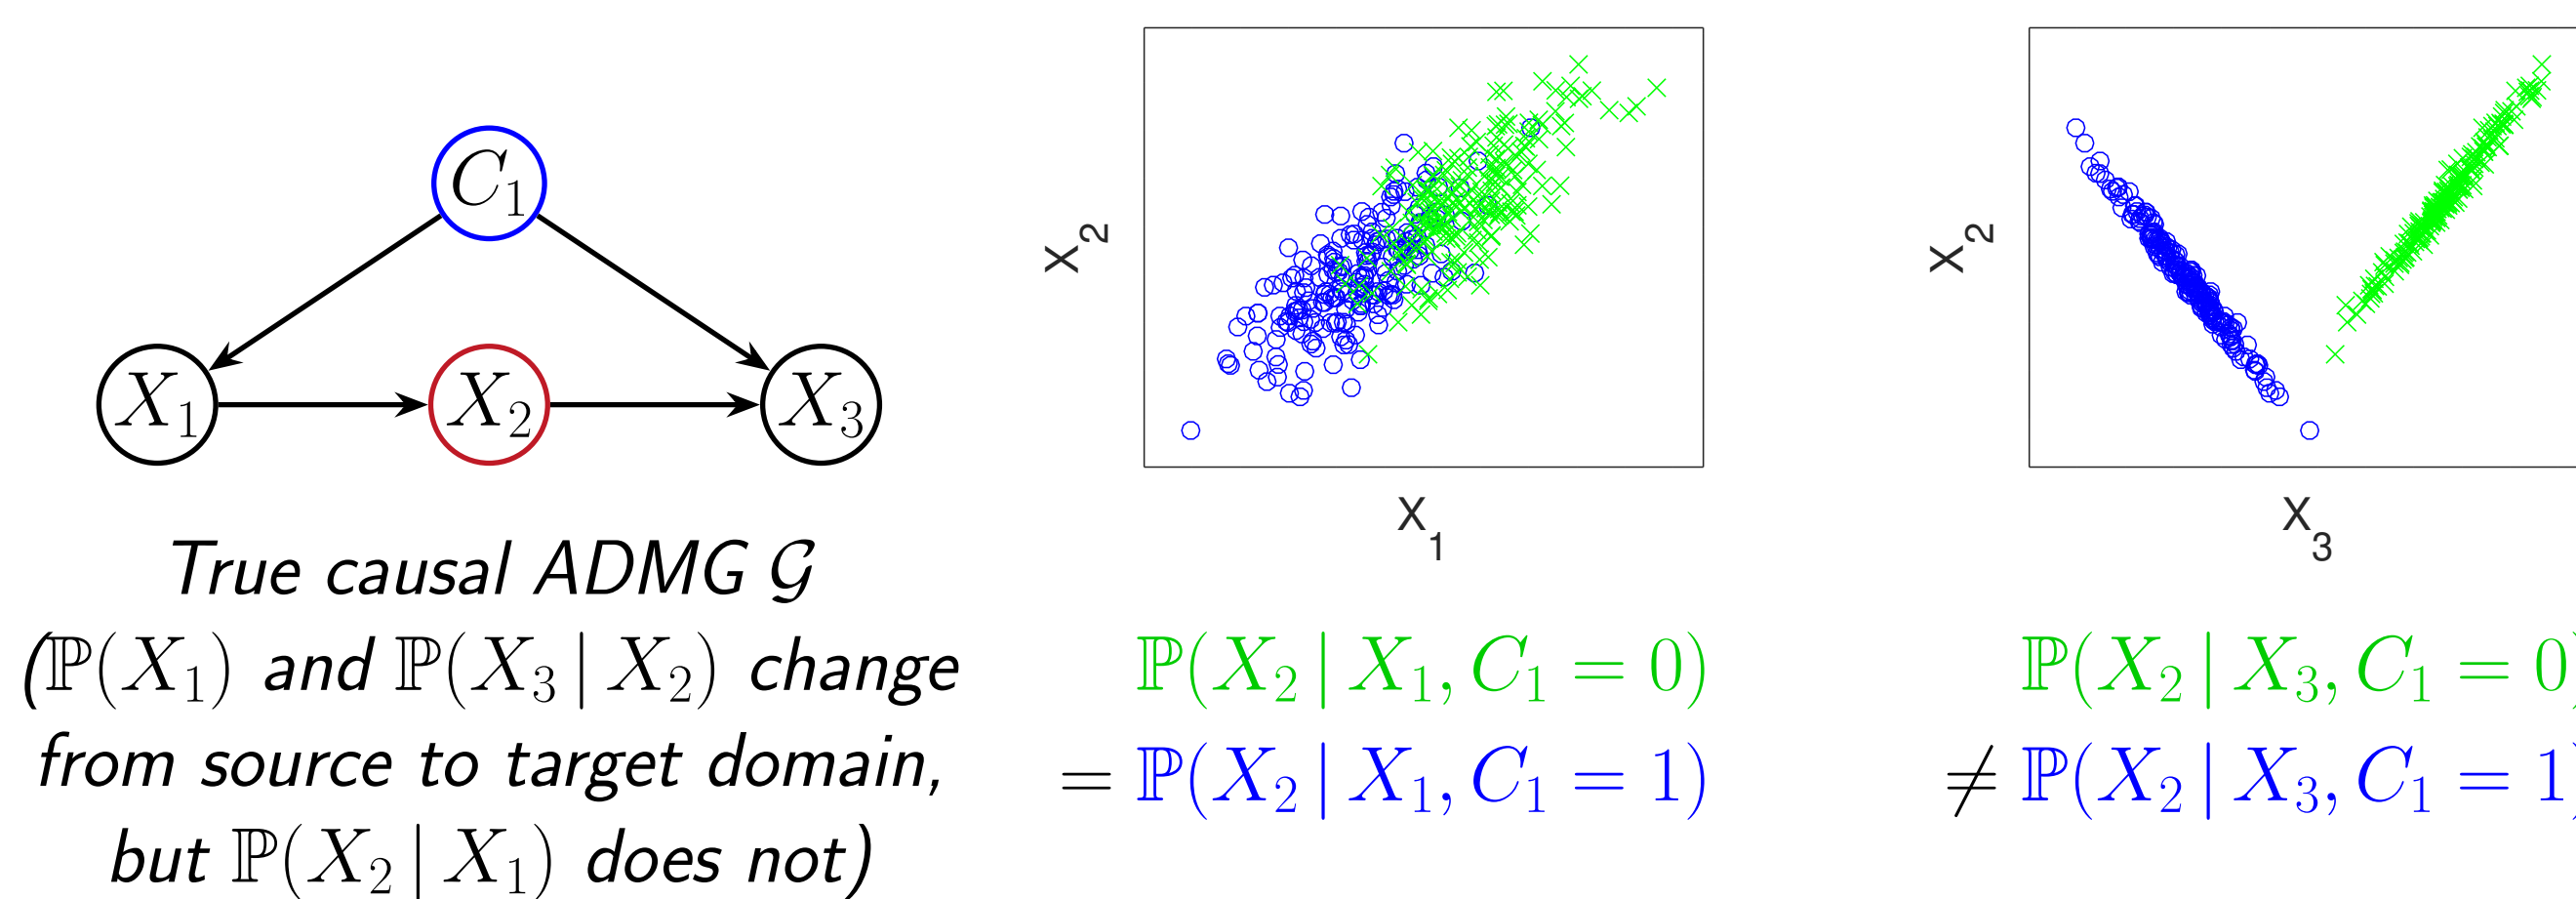 C₁
X₁
X₂
X₃
True causal ADMG 𝒢
(ℙ(X₁) and ℙ(X₃ | X₂) change
from source to target domain,
but ℙ(X₂ | X₁) does not)
X₂
X₁
ℙ(X₂ | X₁, C₁ = 0)
= ℙ(X₂ | X₁, C₁ = 1)
X₂
X₃
ℙ(X₂ | X₃, C₁ = 0)
≠ ℙ(X₂ | X₃, C₁ = 1)